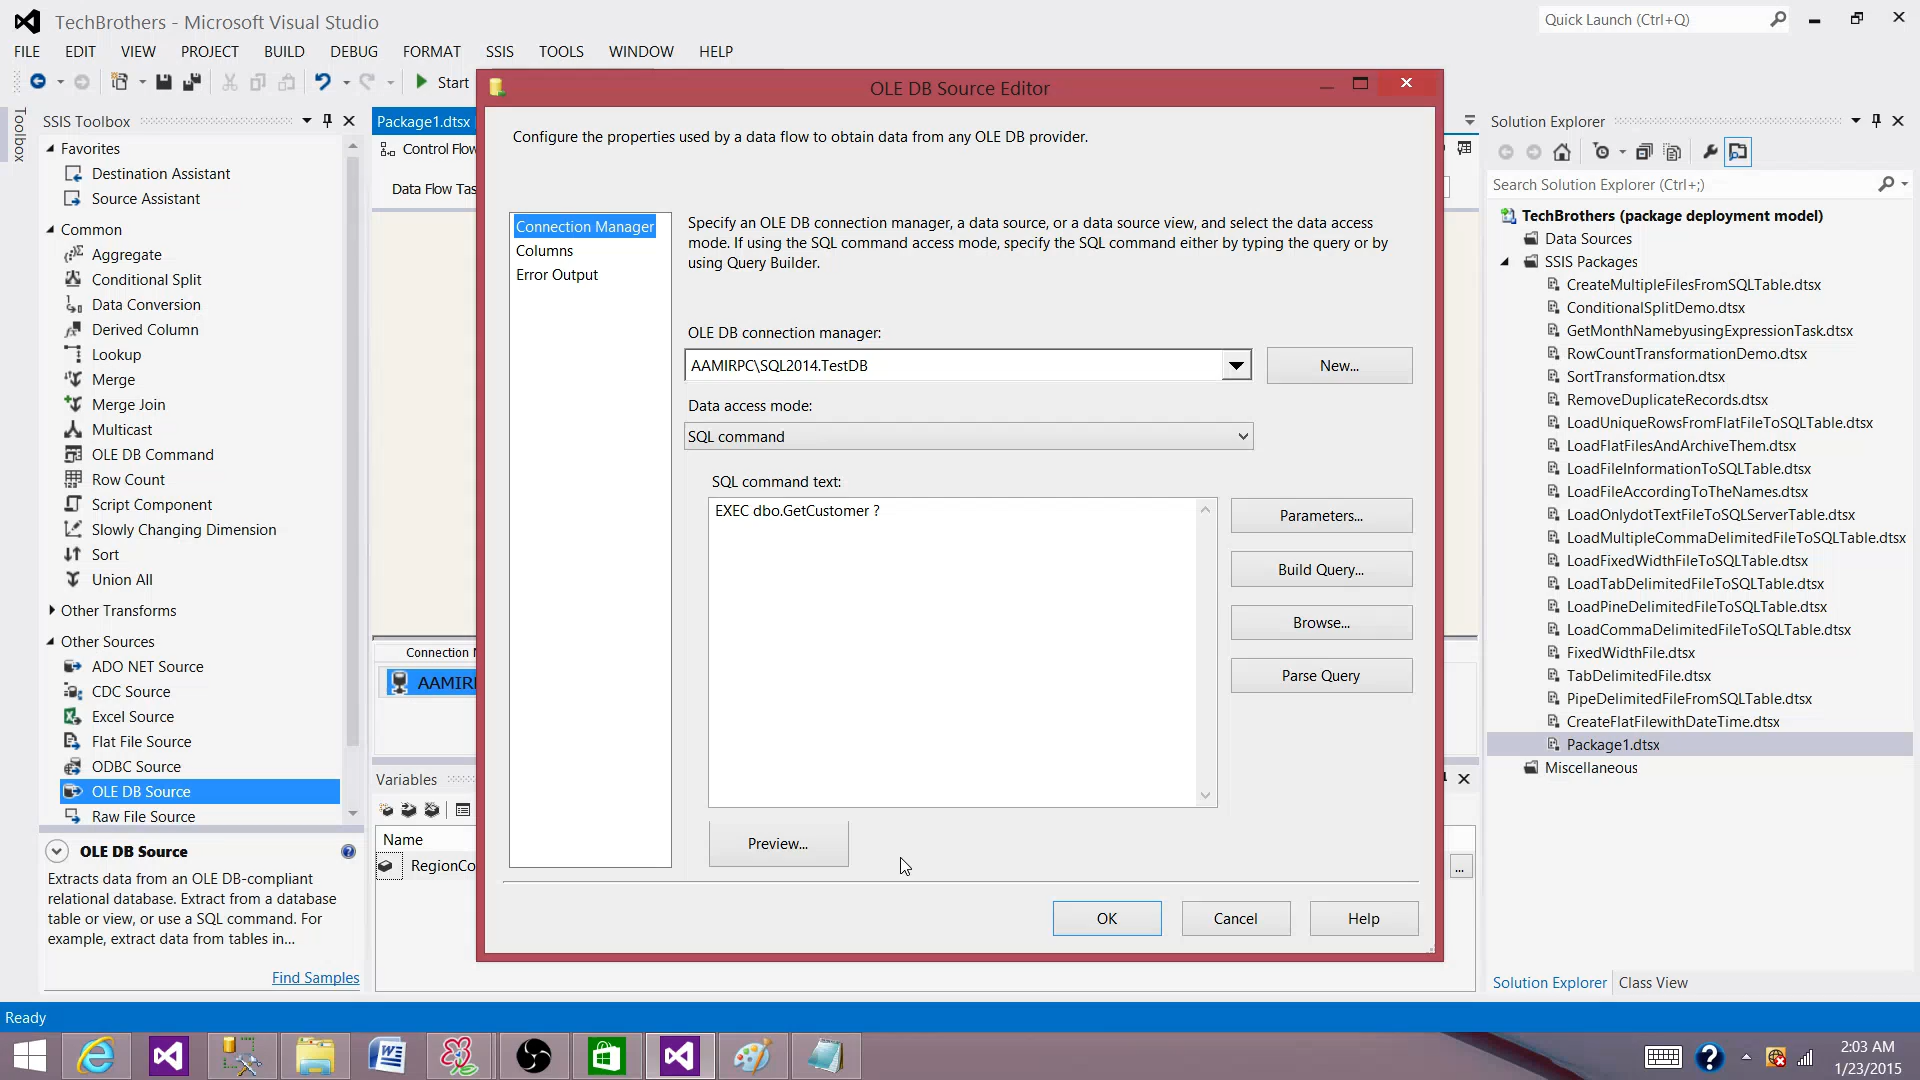 TechBrothers - Microsoft Visual Studio
Quick Launch (Ctrl+Q)
FILE EDIT VIEW PROJECT BUILD DEBUG FORMAT SSIS TOOLS WINDOW HELP
Start
Toolbox
SSIS Toolbox
Favorites
Destination Assistant
Source Assistant
Common
Aggregate
Conditional Split
Data Conversion
Derived Column
Lookup
Merge
Merge Join
Multicast
OLE DB Command
Row Count
Script Component
Slowly Changing Dimension
Sort
Union All
Other Transforms
Other Sources
ADO NET Source
CDC Source
Excel Source
Flat File Source
ODBC Source
OLE DB Source
Raw File Source
OLE DB Source
Extracts data from an OLE DB-compliant
relational database. Extract from a database
table or view, or use a SQL command. For
example, extract data from tables in...
Find Samples
Package1.dtsx
Control Flow
Data Flow Tas
Connection
AAMIRP
Variables
Name
RegionCo
...
OLE DB Source Editor
Configure the properties used by a data flow to obtain data from any OLE DB provider.
Connection Manager
Columns
Error Output
Specify an OLE DB connection manager, a data source, or a data source view, and select the data access
mode. If using the SQL command access mode, specify the SQL command either by typing the query or by
using Query Builder.
OLE DB connection manager:
AAMIRPC\SQL2014.TestDB
New...
Data access mode:
SQL command
SQL command text:
EXEC dbo.GetCustomer ?
Parameters...
Build Query...
Browse...
Parse Query
Preview...
OK Cancel Help
Solution Explorer
Search Solution Explorer (Ctrl+;)
TechBrothers (package deployment model)
Data Sources
SSIS Packages
CreateMultipleFilesFromSQLTable.dtsx
ConditionalSplitDemo.dtsx
GetMonthNamebyusingExpressionTask.dtsx
RowCountTransformationDemo.dtsx
SortTransformation.dtsx
RemoveDuplicateRecords.dtsx
LoadUniqueRowsFromFlatFileToSQLTable.dtsx
LoadFlatFilesAndArchiveThem.dtsx
LoadFileInformationToSQLTable.dtsx
LoadFileAccordingToTheNames.dtsx
LoadOnlydotTextFileToSQLServerTable.dtsx
LoadMultipleCommaDelimitedFileToSQLTable.dtsx
LoadFixedWidthFileToSQLTable.dtsx
LoadTabDelimitedFileToSQLTable.dtsx
LoadPineDelimitedFileToSQLTable.dtsx
LoadCommaDelimitedFileToSQLTable.dtsx
FixedWidthFile.dtsx
TabDelimitedFile.dtsx
PipeDelimitedFileFromSQLTable.dtsx
CreateFlatFilewithDateTime.dtsx
Package1.dtsx
Miscellaneous
Solution Explorer Class View
Ready
2:03 AM
1/23/2015